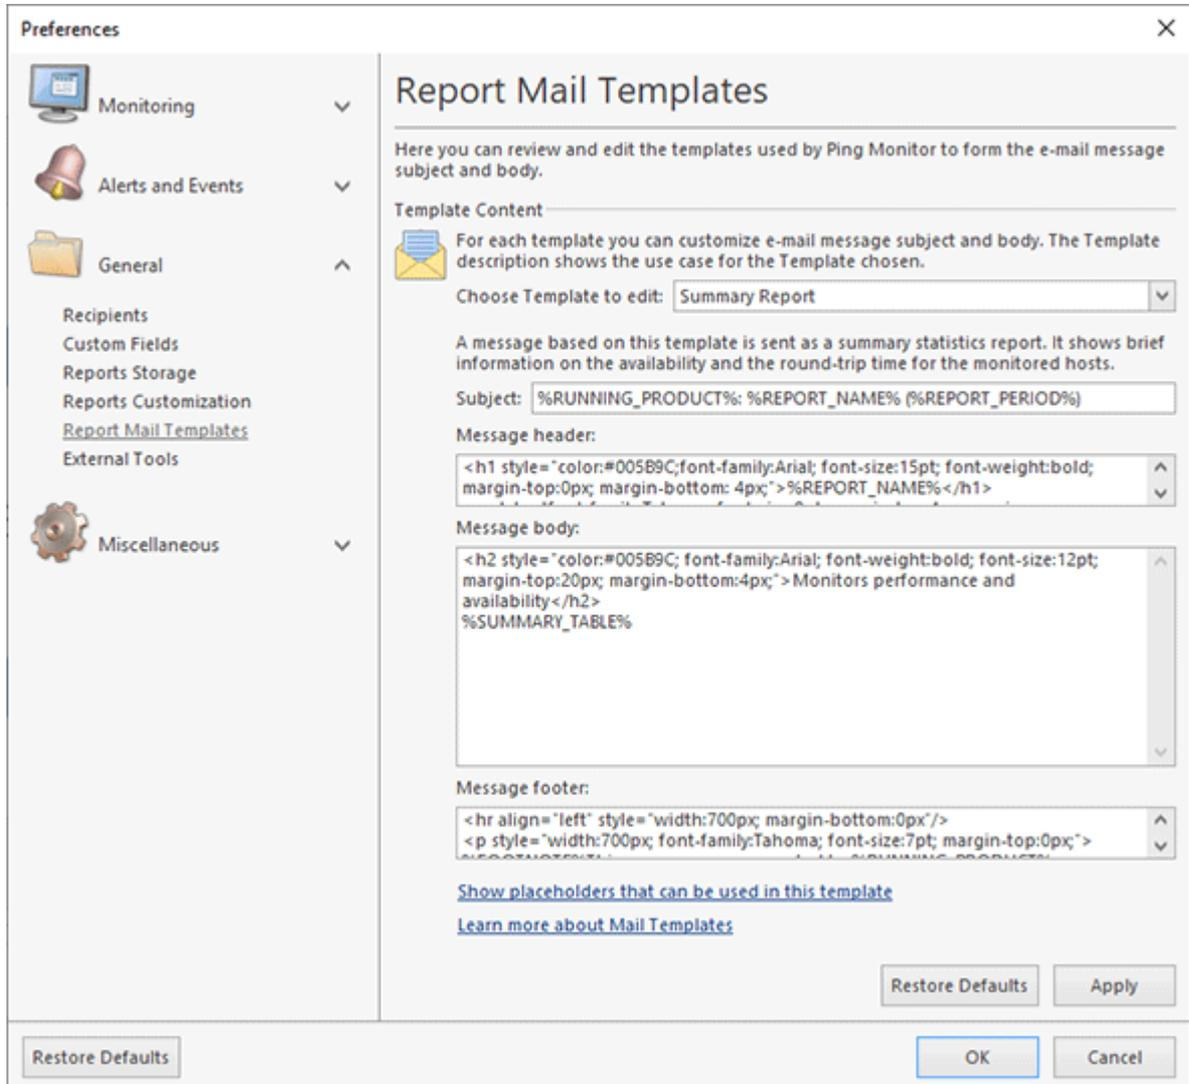 Preferences
Monitoring
Alerts and Events
General
Recipients
Custom Fields
Reports Storage
Reports Customization
Report Mail Templates
External Tools
Miscellaneous
Report Mail Templates
Here you can review and edit the templates used by Ping Monitor to form the e-mail message
subject and body.
Template Content
For each template you can customize e-mail message subject and body. The Template
description shows the use case for the Template chosen.
Choose Template to edit: Summary Report
A message based on this template is sent as a summary statistics report. It shows brief
information on the availability and the round-trip time for the monitored hosts.
Subject: %RUNNING_PRODUCT%: %REPORT_NAME% (%REPORT_PERIOD%)
Message header:
<h1 style="color:#005B9C;font-family:Arial; font-size:15pt; font-weight:bold;
margin-top:0px; margin-bottom: 4px;">%REPORT_NAME%</h1>
Message body:
<h2 style="color:#005B9C; font-family:Arial; font-weight:bold; font-size:12pt;
margin-top:20px; margin-bottom:4px;">Monitors performance and
availability</h2>
%SUMMARY_TABLE%
Message footer:
<hr align="left" style="width:700px; margin-bottom:0px"/>
<p style="width:700px; font-family:Tahoma; font-size:7pt; margin-top:0px;">
Show placeholders that can be used in this template
Learn more about Mail Templates
Restore Defaults
Apply
Restore Defaults
OK
Cancel